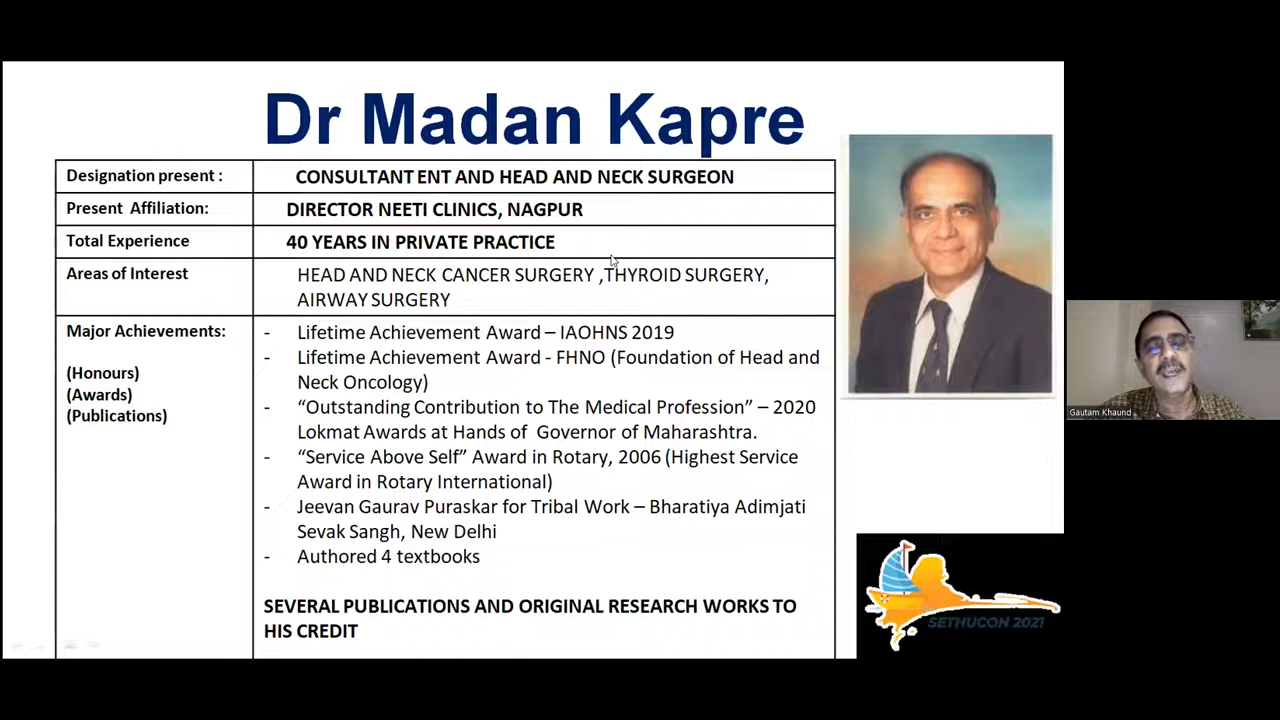 Dr Madan Kapre
Designation present : CONSULTANT ENT AND HEAD AND NECK SURGEON
Present Affiliation: DIRECTOR NEETI CLINICS, NAGPUR
Total Experience 40 YEARS IN PRIVATE PRACTICE
Areas of Interest HEAD AND NECK CANCER SURGERY ,THYROID SURGERY,
AIRWAY SURGERY
Major Achievements:
(Honours)
(Awards)
(Publications)
- Lifetime Achievement Award – IAOHNS 2019
- Lifetime Achievement Award - FHNO (Foundation of Head and
Neck Oncology)
- “Outstanding Contribution to The Medical Profession” – 2020
Lokmat Awards at Hands of Governor of Maharashtra.
- “Service Above Self” Award in Rotary, 2006 (Highest Service
Award in Rotary International)
- Jeevan Gaurav Puraskar for Tribal Work – Bharatiya Adimjati
Sevak Sangh, New Delhi
- Authored 4 textbooks
SEVERAL PUBLICATIONS AND ORIGINAL RESEARCH WORKS TO
HIS CREDIT
SETHUCON 2021
Gautam Khaund